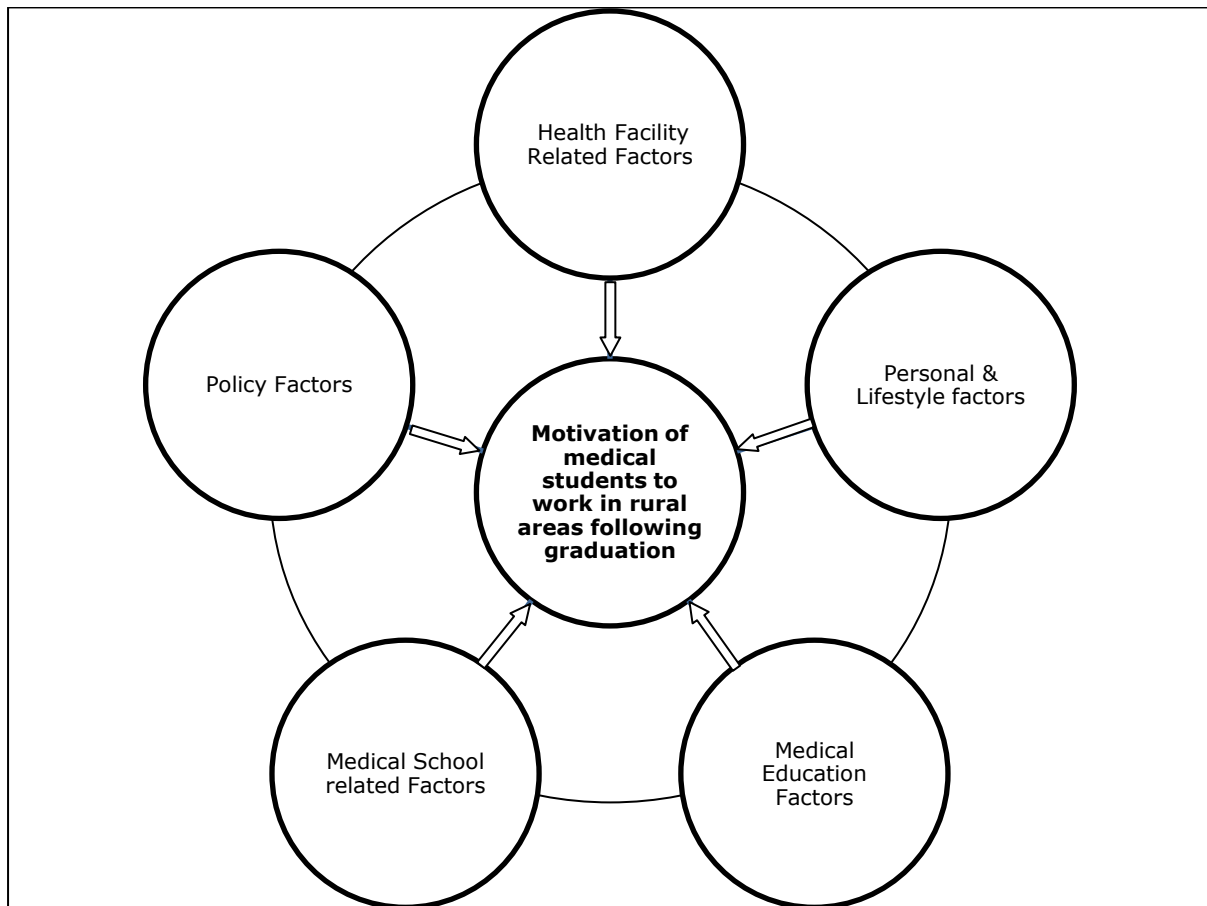 Health Facility
Related Factors
Policy Factors
Personal &
Lifestyle factors
Motivation of
medical
students to
work in rural
areas following
graduation
Medical School
related Factors
Medical
Education
Factors